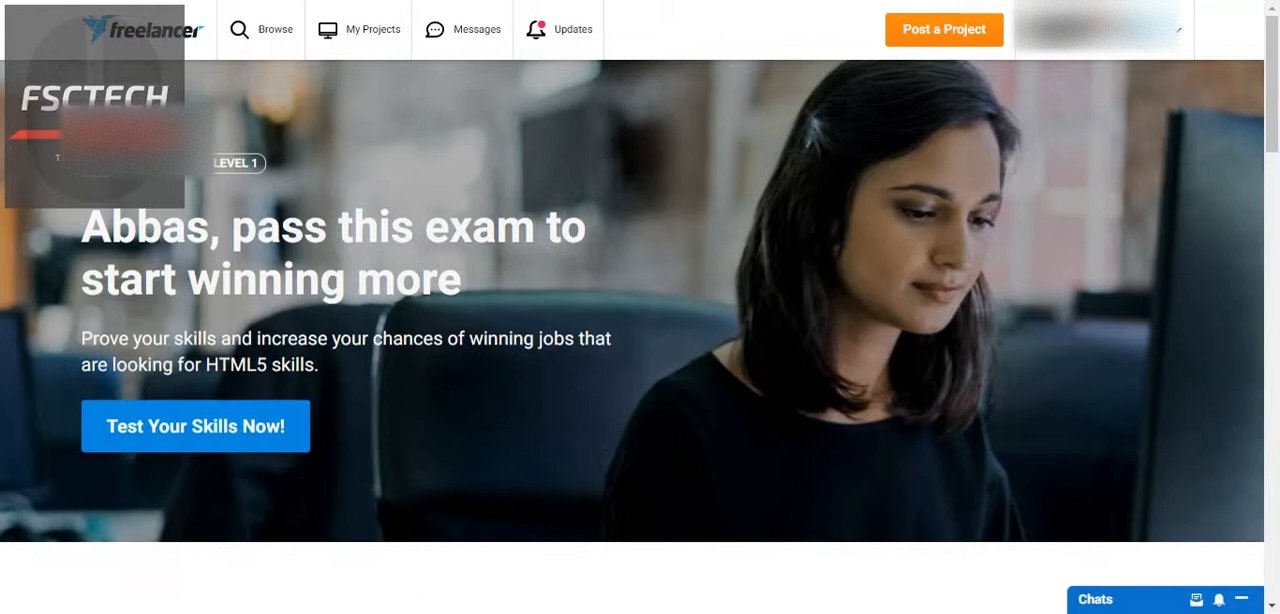 freelancer
Browse
My Projects
Messages
Updates
Post a Project
FSCTECH
LEVEL 1
Abbas, pass this exam to
start winning more
Prove your skills and increase your chances of winning jobs that
are looking for HTML5 skills.
Test Your Skills Now!
Chats